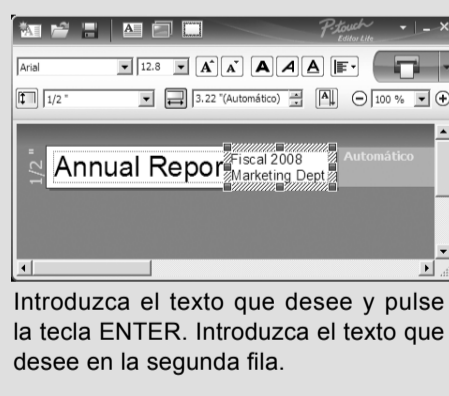 P-touch
Editor Lite
Arial
12.8
A A A A A
1/2 "
3.22 "(Automático)
A
100 %
1/2 "
Annual Repor
Fiscal 2008
Marketing Dept
Automático
Introduzca el texto que desee y pulse
la tecla ENTER. Introduzca el texto que
desee en la segunda fila.